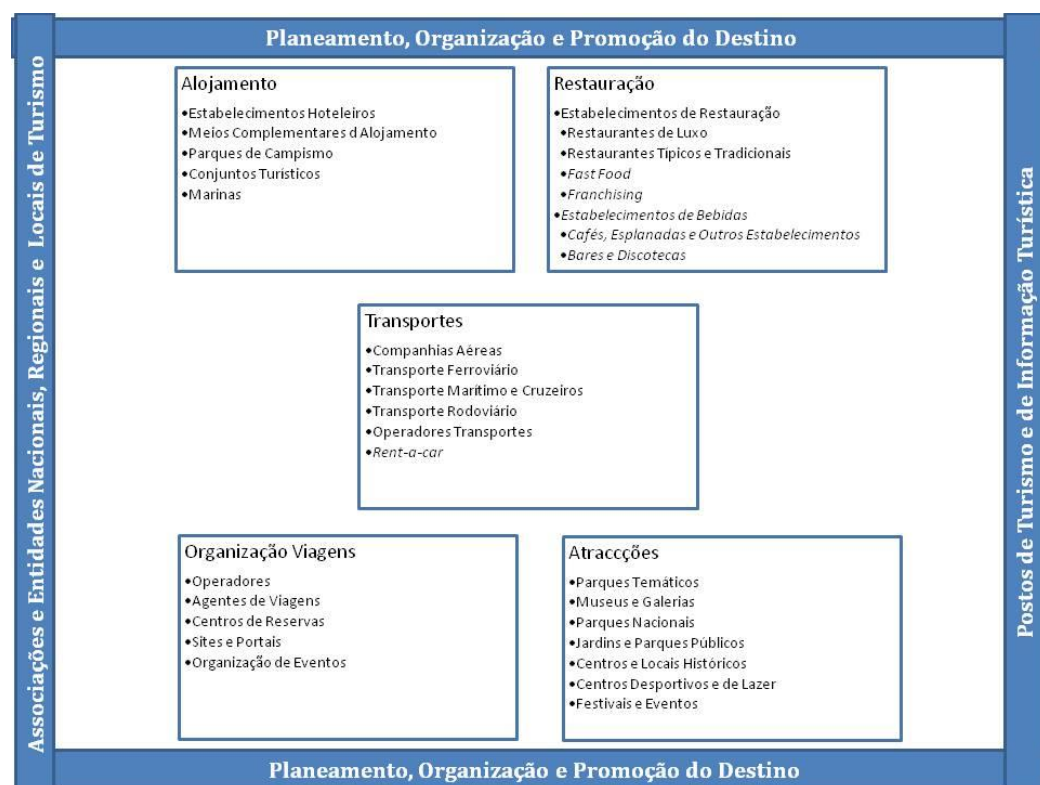 Planeamento, Organização e Promoção do Destino
Associações e Entidades Nacionais, Regionais e Locais de Turismo
Alojamento
•Estabelecimentos Hoteleiros
•Meios Complementares d Alojamento
•Parques de Campismo
•Conjuntos Turísticos
•Marinas
Restauração
•Estabelecimentos de Restauração
•Restaurantes de Luxo
•Restaurantes Típicos e Tradicionais
•Fast Food
•Franchising
•Estabelecimentos de Bebidas
•Cafés, Esplanadas e Outros Estabelecimentos
•Bares e Discotecas
Transportes
•Companhias Aéreas
•Transporte Ferroviário
•Transporte Marítimo e Cruzeiros
•Transporte Rodoviário
•Operadores Transportes
•Rent-a-car
Organização Viagens
•Operadores
•Agentes de Viagens
•Centros de Reservas
•Sites e Portais
•Organização de Eventos
Atraccções
•Parques Temáticos
•Museus e Galerias
•Parques Nacionais
•Jardins e Parques Públicos
•Centros e Locais Históricos
•Centros Desportivos e de Lazer
•Festivais e Eventos
Postos de Turismo e de Informação Turística
Planeamento, Organização e Promoção do Destino